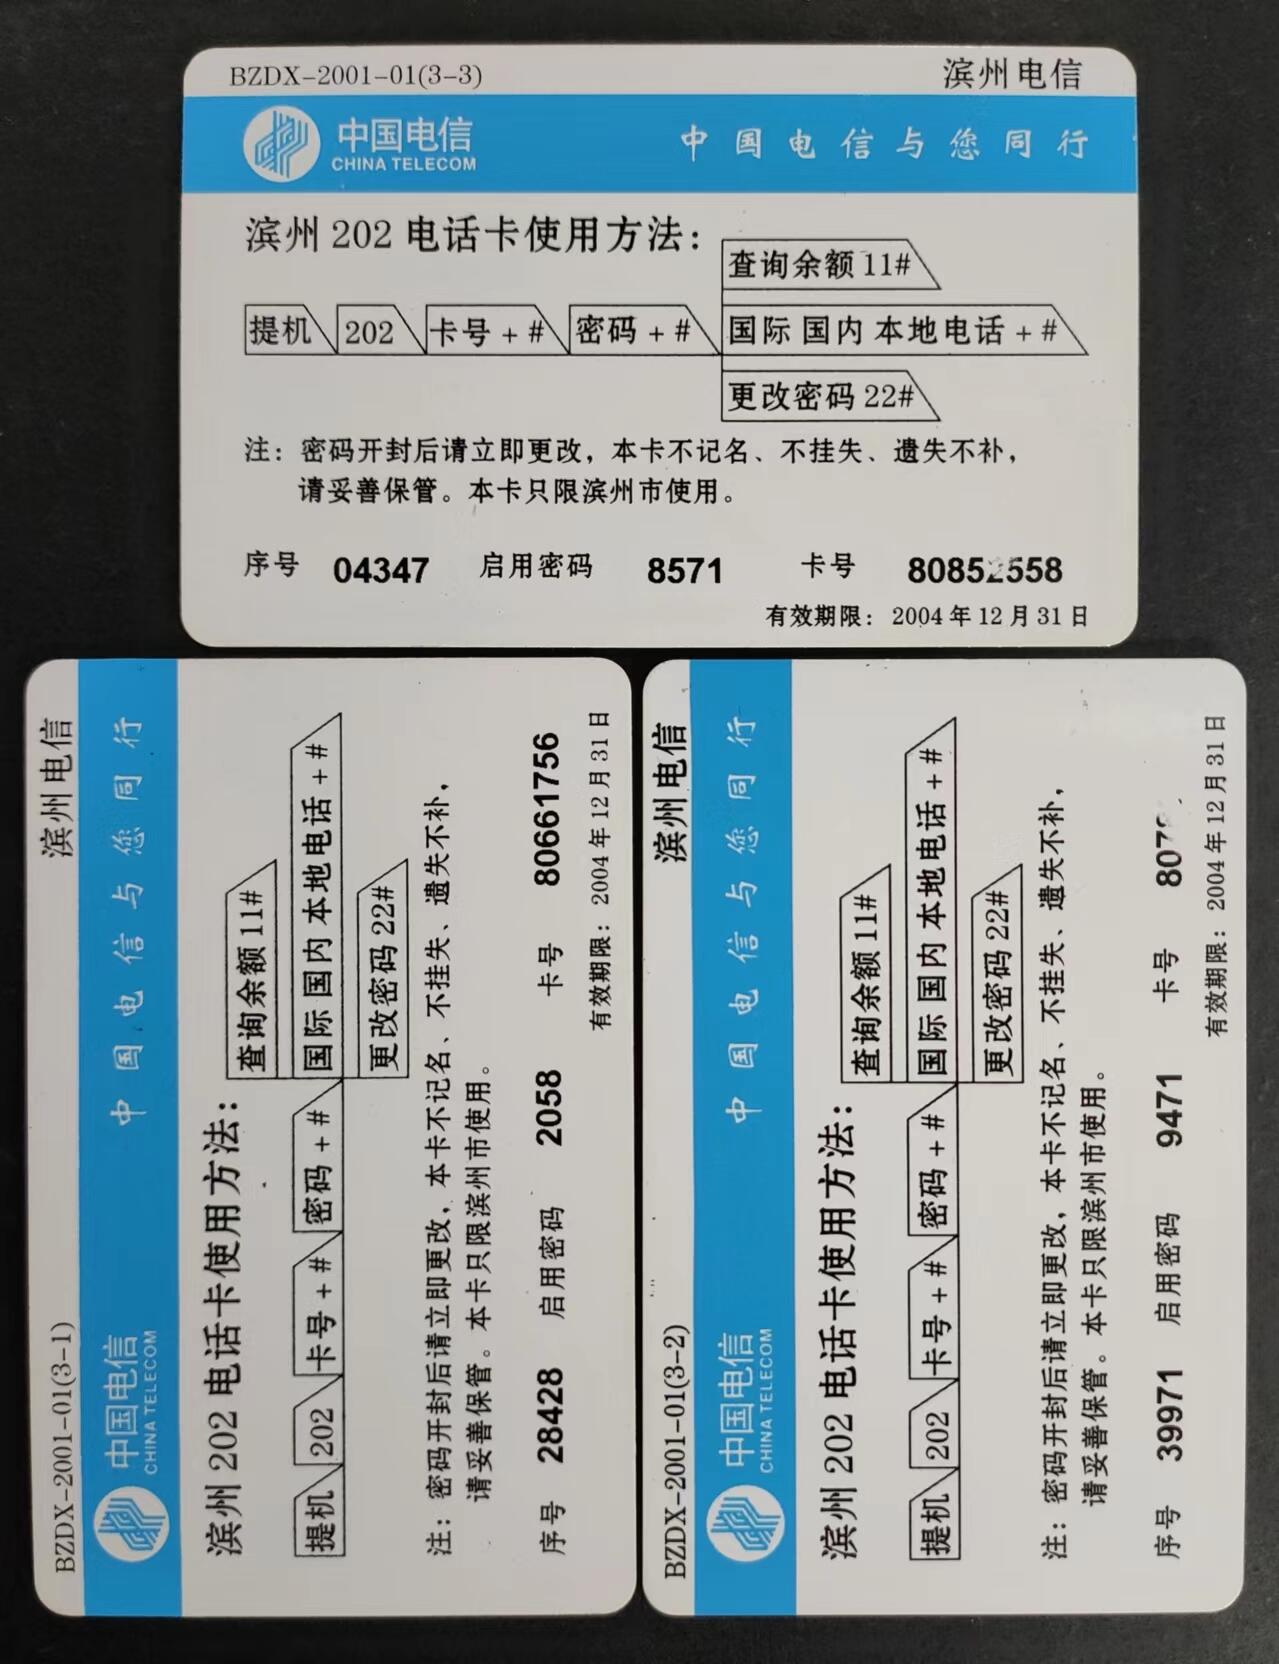 BZDX-2001-01(3-3) 滨州电信
中国电信 中国电信与您同行
CHINA TELECOM
滨州 202 电话卡使用方法:
查询余额 11#
提机 202 卡号 + # 密码 + # 国际 国内 本地电话 + #
更改密码 22#
注: 密码开封后请立即更改, 本卡不记名、不挂失、遗失不补,
请妥善保管。本卡只限滨州市使用。
序号 04347 启用密码 8571 卡号 80852558
有效期限: 2004 年 12 月 31 日
BZDX-2001-01(3-1) 滨州电信
中国电信 中国电信与您同行
CHINA TELECOM
滨州 202 电话卡使用方法:
查询余额 11#
提机 202 卡号 + # 密码 + # 国际 国内 本地电话 + #
更改密码 22#
注: 密码开封后请立即更改, 本卡不记名、不挂失、遗失不补,
请妥善保管。本卡只限滨州市使用。
序号 28428 启用密码 2058 卡号 80661756
有效期限: 2004 年 12 月 31 日
BZDX-2001-01(3-2) 滨州电信
中国电信 中国电信与您同行
CHINA TELECOM
滨州 202 电话卡使用方法:
查询余额 11#
提机 202 卡号 + # 密码 + # 国际 国内 本地电话 + #
更改密码 22#
注: 密码开封后请立即更改, 本卡不记名、不挂失、遗失不补,
请妥善保管。本卡只限滨州市使用。
序号 39971 启用密码 9471 卡号
有效期限: 2004 年 12 月 31 日